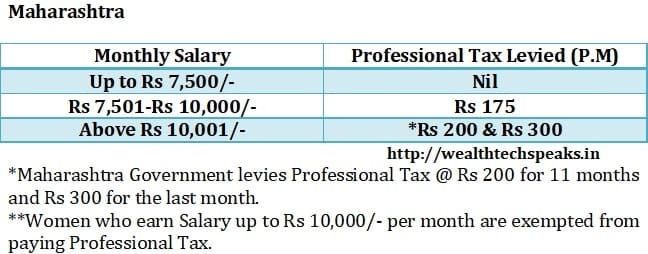 Maharashtra
Monthly Salary Professional Tax Levied (P.M)
Up to Rs 7,500/- Nil
Rs 7,501-Rs 10,000/- Rs 175
Above Rs 10,001/- *Rs 200 & Rs 300
http://wealthtechspeaks.in
*Maharashtra Government levies Professional Tax @ Rs 200 for 11 months
and Rs 300 for the last month.
**Women who earn Salary up to Rs 10,000/- per month are exempted from
paying Professional Tax.